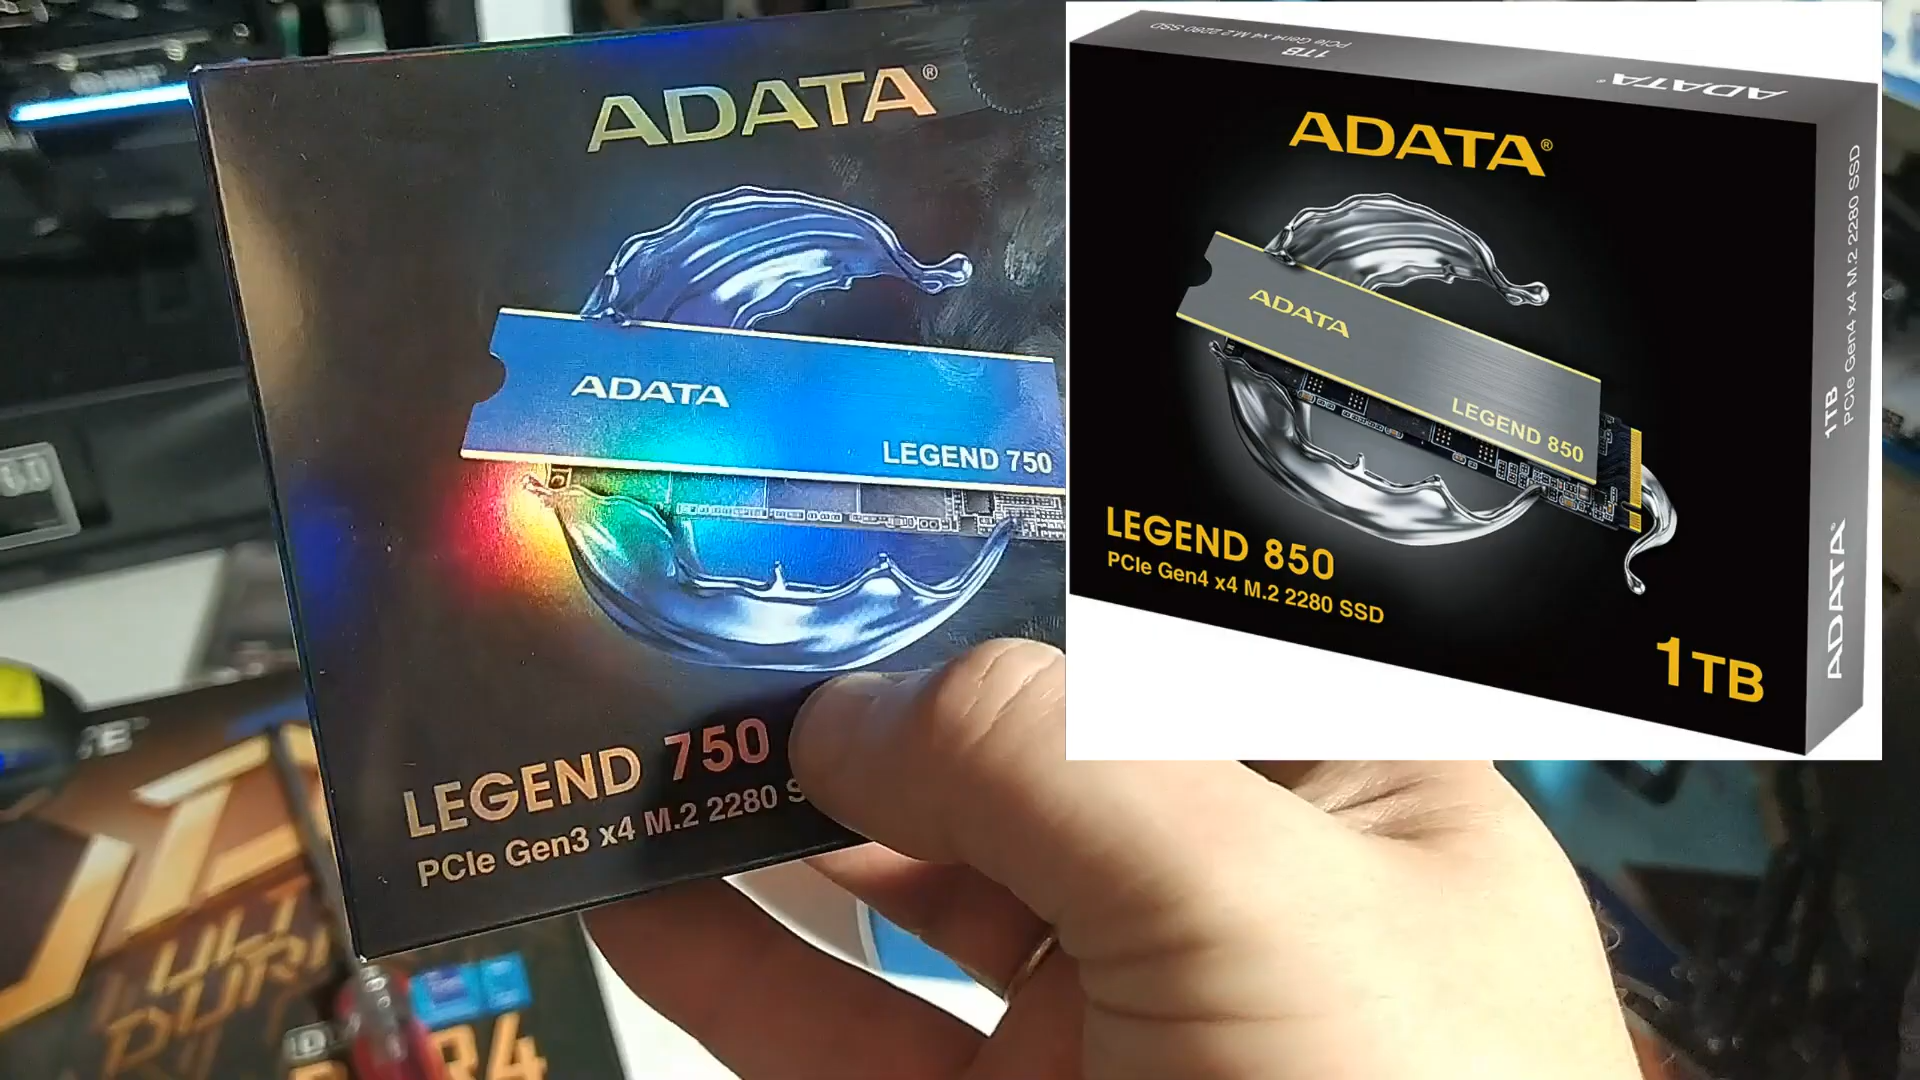 ADATA®
ADATA
LEGEND 750
LEGEND 750
PCIe Gen3 x4 M.2 2280
R4
PCIe Gen4 x4 M.2 2280 SSD
1TB
ADATA®
ADATA®
ADATA
LEGEND 850
LEGEND 850
PCIe Gen4 x4 M.2 2280 SSD
1TB
1TB
PCIe Gen4 x4 M.2 2280 SSD
ADATA®